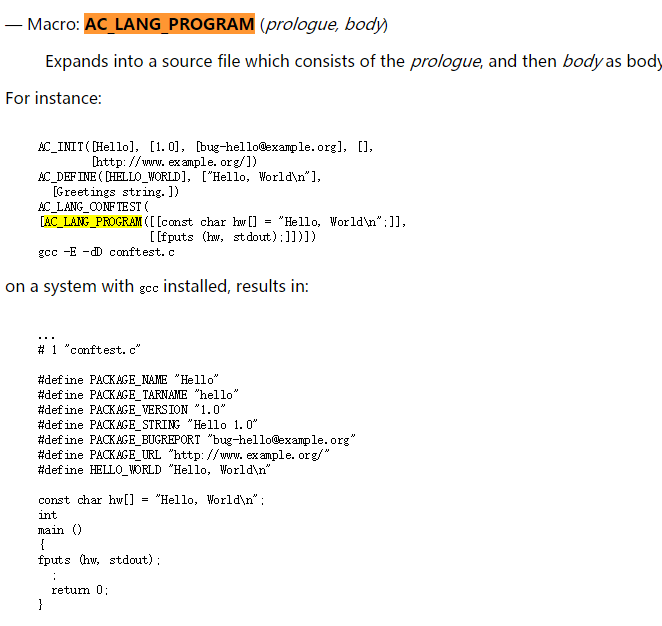 — Macro: AC_LANG_PROGRAM (prologue, body)
Expands into a source file which consists of the prologue, and then body as body
For instance:
AC_INIT([Hello], [1.0], [bug-hello@example.org], [],
[http://www.example.org/])
AC_DEFINE([HELLO_WORLD], ["Hello, World\n"],
[Greetings string.])
AC_LANG_CONFTEST(
[AC_LANG_PROGRAM([[const char hw[] = "Hello, World\n";]],
[[fputs (hw, stdout);]])])
gcc -E -dD conftest.c
on a system with gcc installed, results in:
...
# 1 "conftest.c"
#define PACKAGE_NAME "Hello"
#define PACKAGE_TARNAME "hello"
#define PACKAGE_VERSION "1.0"
#define PACKAGE_STRING "Hello 1.0"
#define PACKAGE_BUGREPORT "bug-hello@example.org"
#define PACKAGE_URL "http://www.example.org/"
#define HELLO_WORLD "Hello, World\n"
const char hw[] = "Hello, World\n";
int
main ()
{
fputs (hw, stdout);
;
return 0;
}